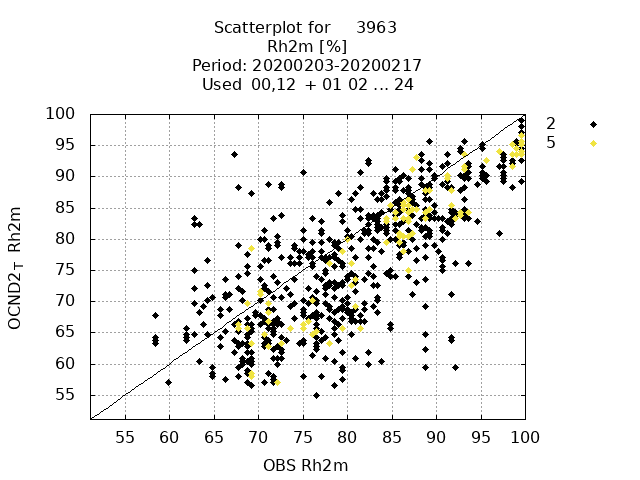 Scatterplot for 3963
Rh2m [%]
Period: 20200203-20200217
Used 00,12 + 01 02 ... 24
2
5
OCND2 T Rh2m
100
95
90
85
80
75
70
65
60
55
55 60 65 70 75 80 85 90 95 100
OBS Rh2m